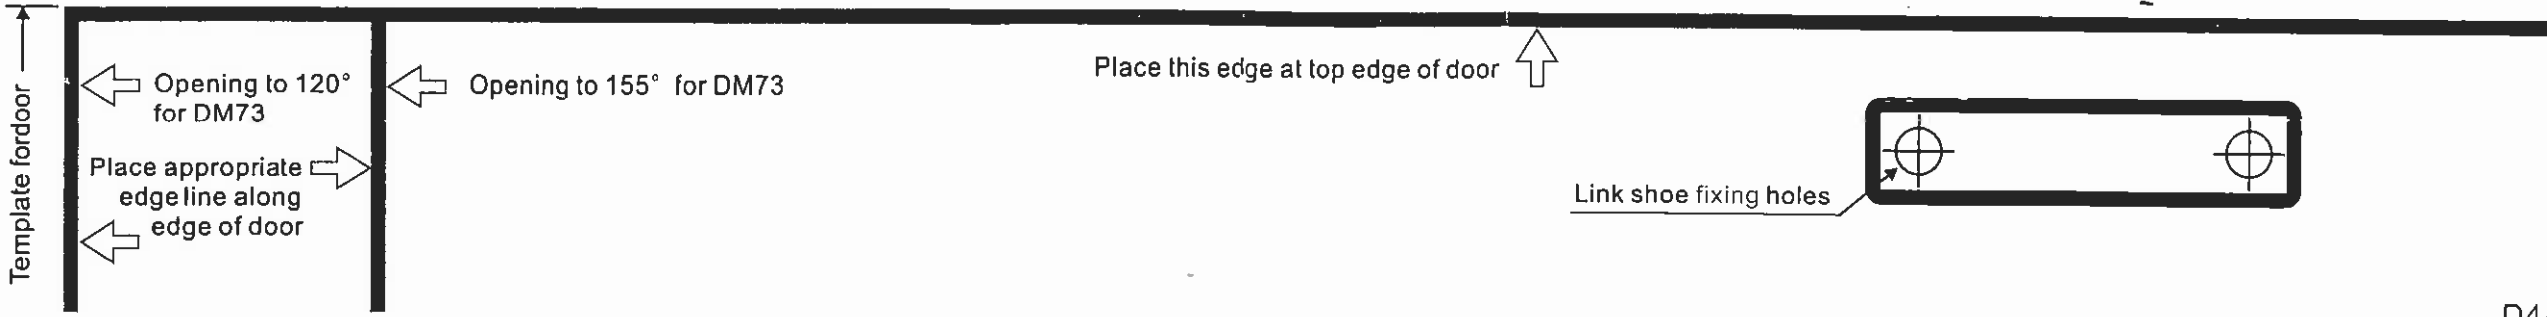 Template fordoor
Opening to 120°
for DM73
Opening to 155° for DM73
Place appropriate
edge line along
edge of door
Place this edge at top edge of door
Link shoe fixing holes
D4